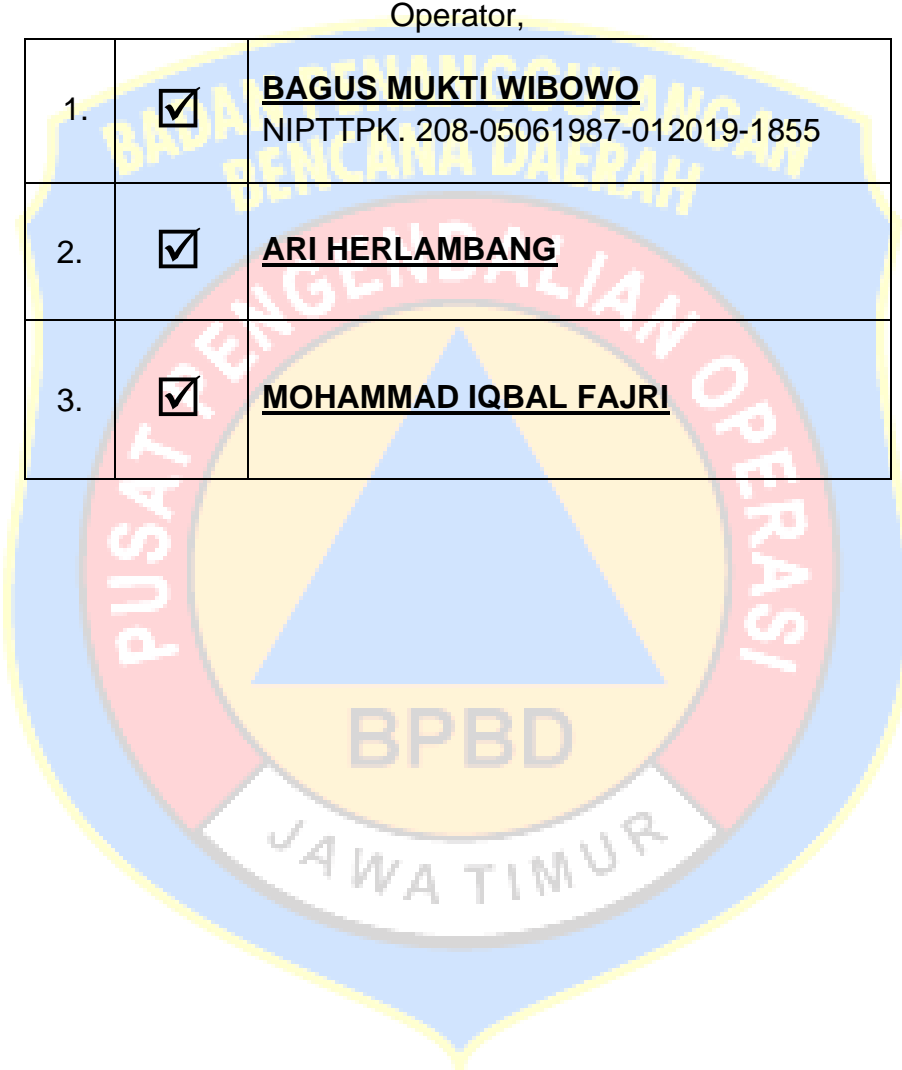 Operator,
1. ☑ BAGUS MUKTI WIBOWO
NIPTTPK. 208-05061987-012019-1855
2. ☑ ARI HERLAMBANG
3. ☑ MOHAMMAD IQBAL FAJRI
BADAN PENANGGULANGAN
BENCANA DAERAH
PUSAT PENGENDALIAN OPERASI
BPBD
JAWA TIMUR